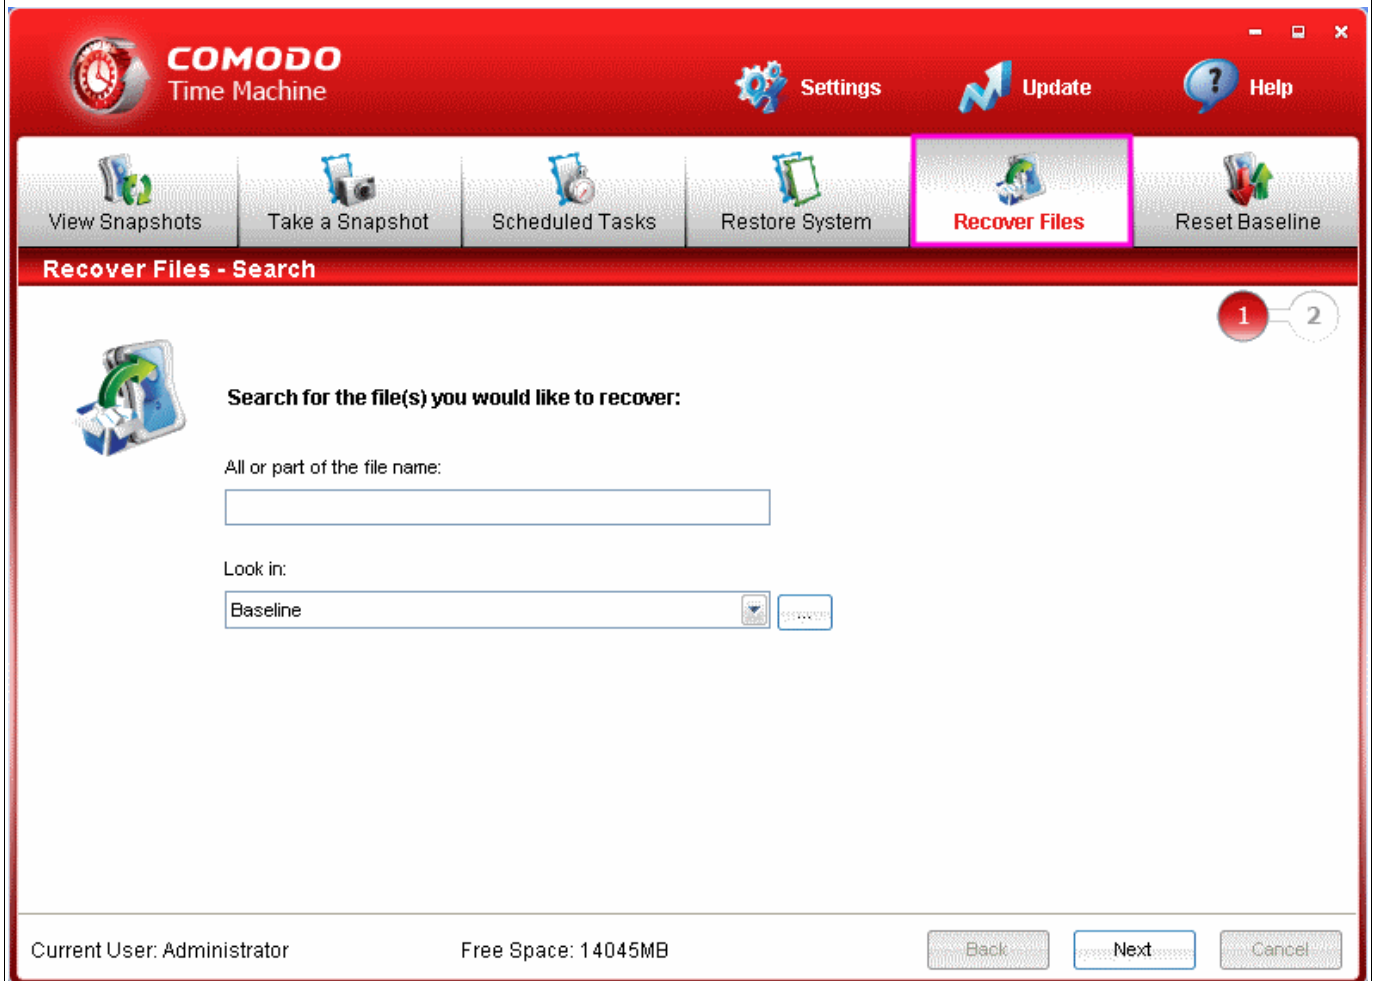 COMODO
Time Machine
Settings
Update
Help
View Snapshots
Take a Snapshot
Scheduled Tasks
Restore System
Recover Files
Reset Baseline
Recover Files - Search
1
2
Search for the file(s) you would like to recover:
All or part of the file name:
Look in:
Baseline
...
Current User: Administrator
Free Space: 14045MB
Back
Next
Cancel